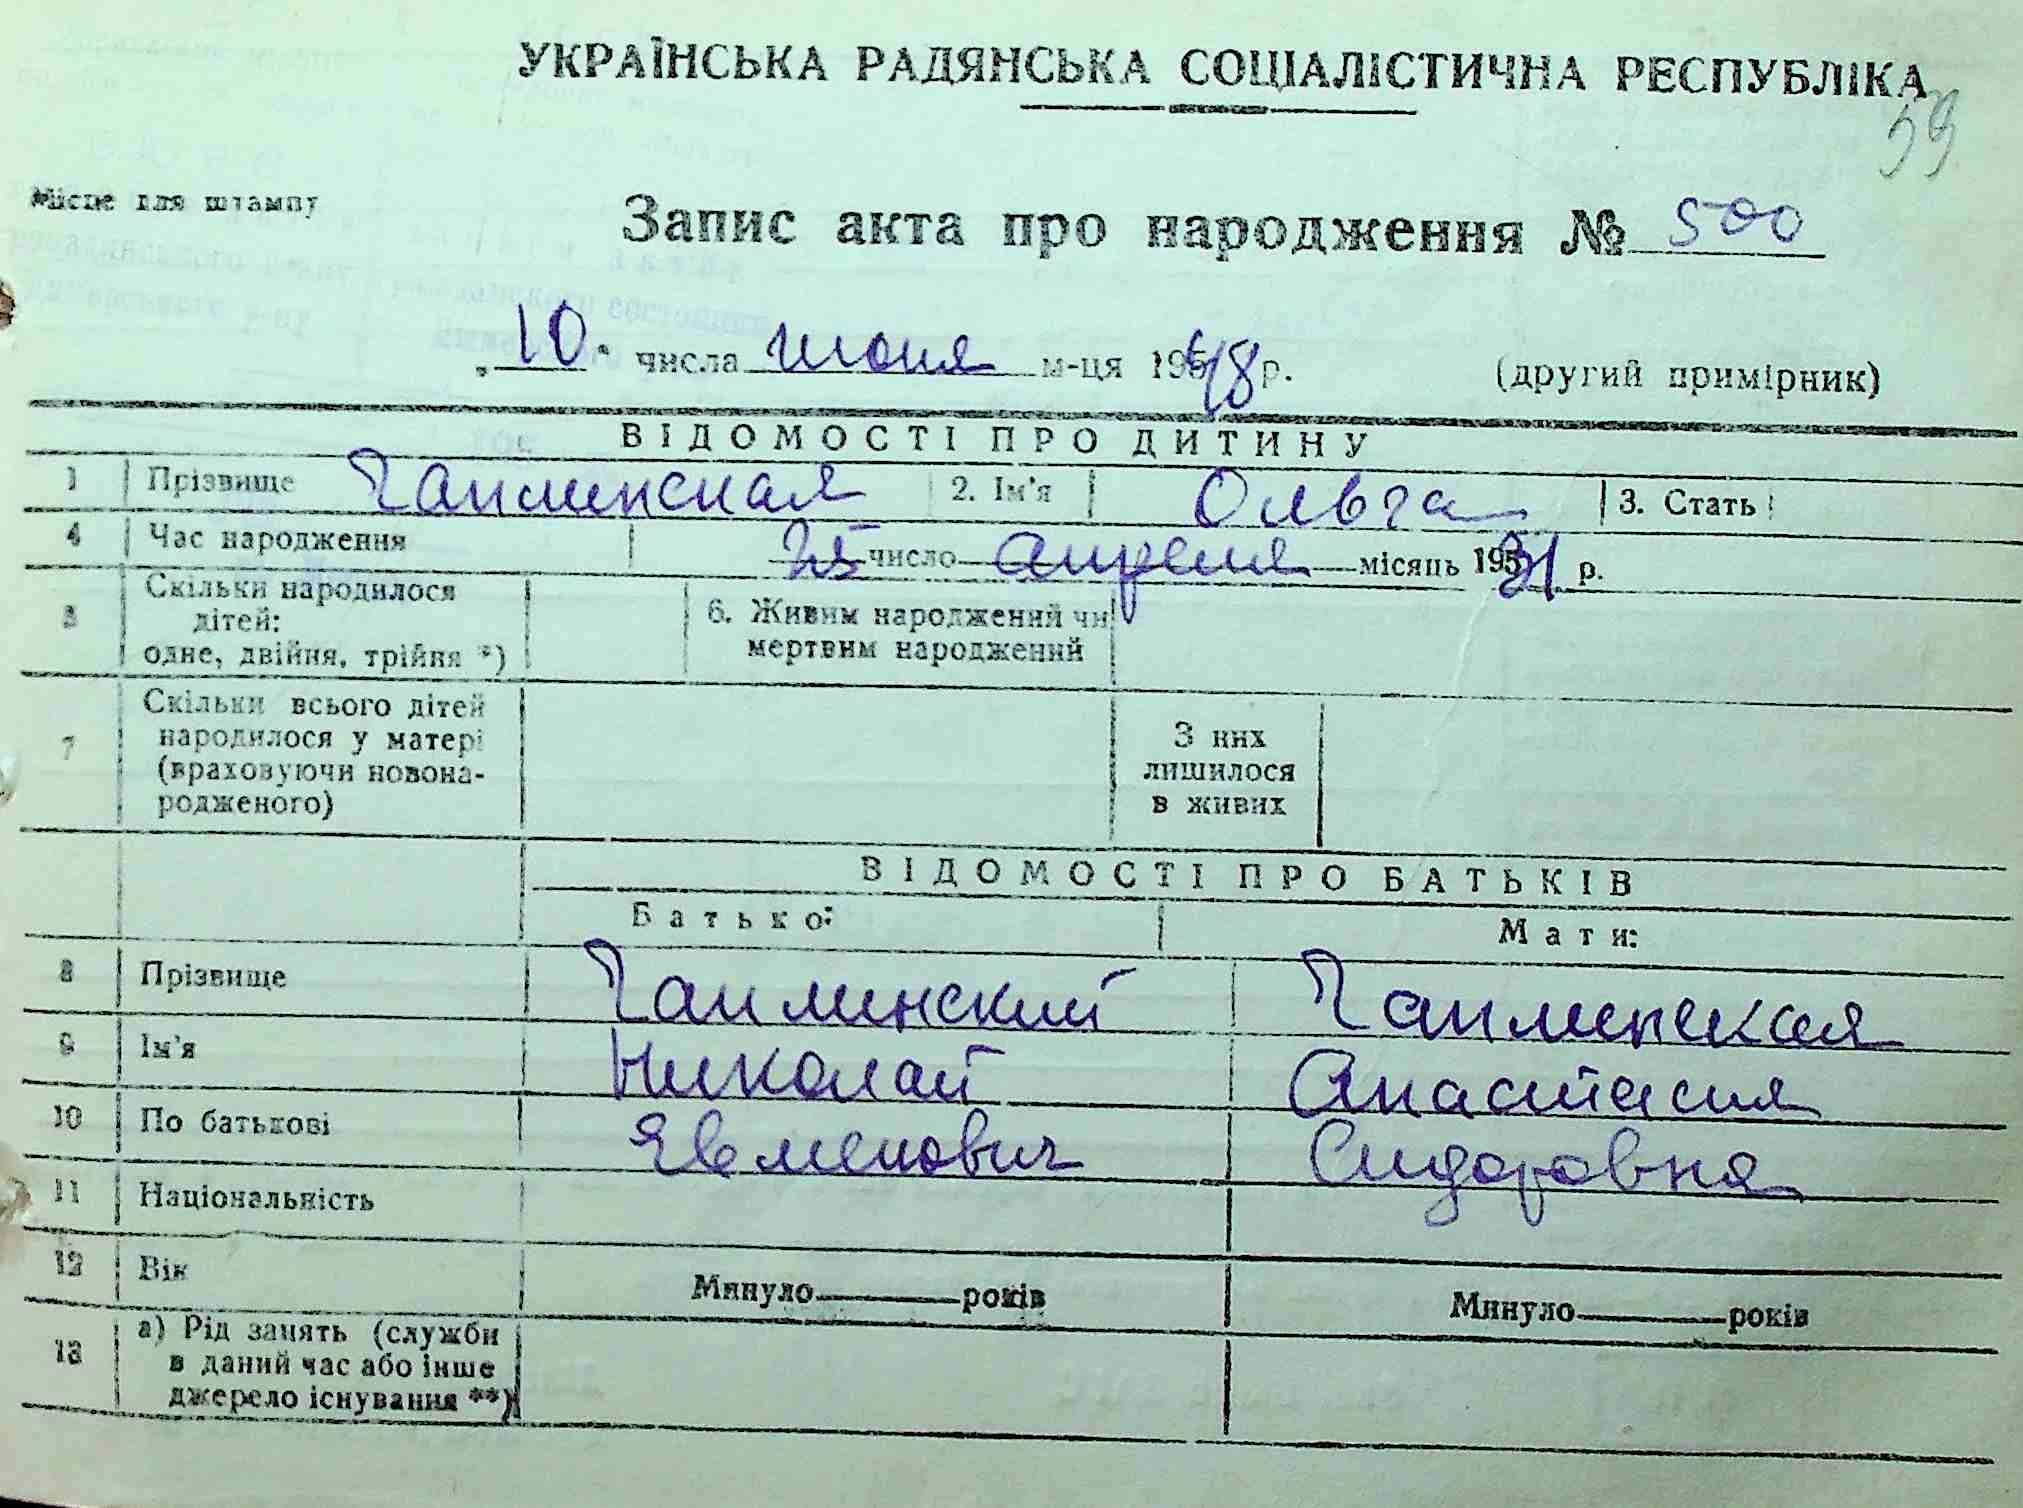 УКРАЇНСЬКА РАДЯНСЬКА СОЦІАЛІСТИЧНА РЕСПУБЛІКА
59
Місце для штампу
Запис акта про народження № 500
"10" числа июня м-ця 1948 р. (другий примірник)
ВІДОМОСТІ ПРО ДИТИНУ
1 Прізвище Чаплинская 2. Ім'я Ольга 3. Стать
4 Час народження 25 число апреля місяць 1931 р.
5 Скільки народилося дітей: одне, двійня, трійня *) 6. Живим народжений чи мертвим народжений
7 Скільки всього дітей народилося у матері (враховуючи новонародженого) З них лишилося в живих
ВІДОМОСТІ ПРО БАТЬКІВ
Батько: Мати:
8 Прізвище Чаплинский Чаплинская
9 Ім'я Николай Анастасия
10 По батькові Явменович Сидоровна
11 Національність
12 Вік Минуло років Минуло років
13 а) Рід занять (служби в даний час або інше джерело існування **)